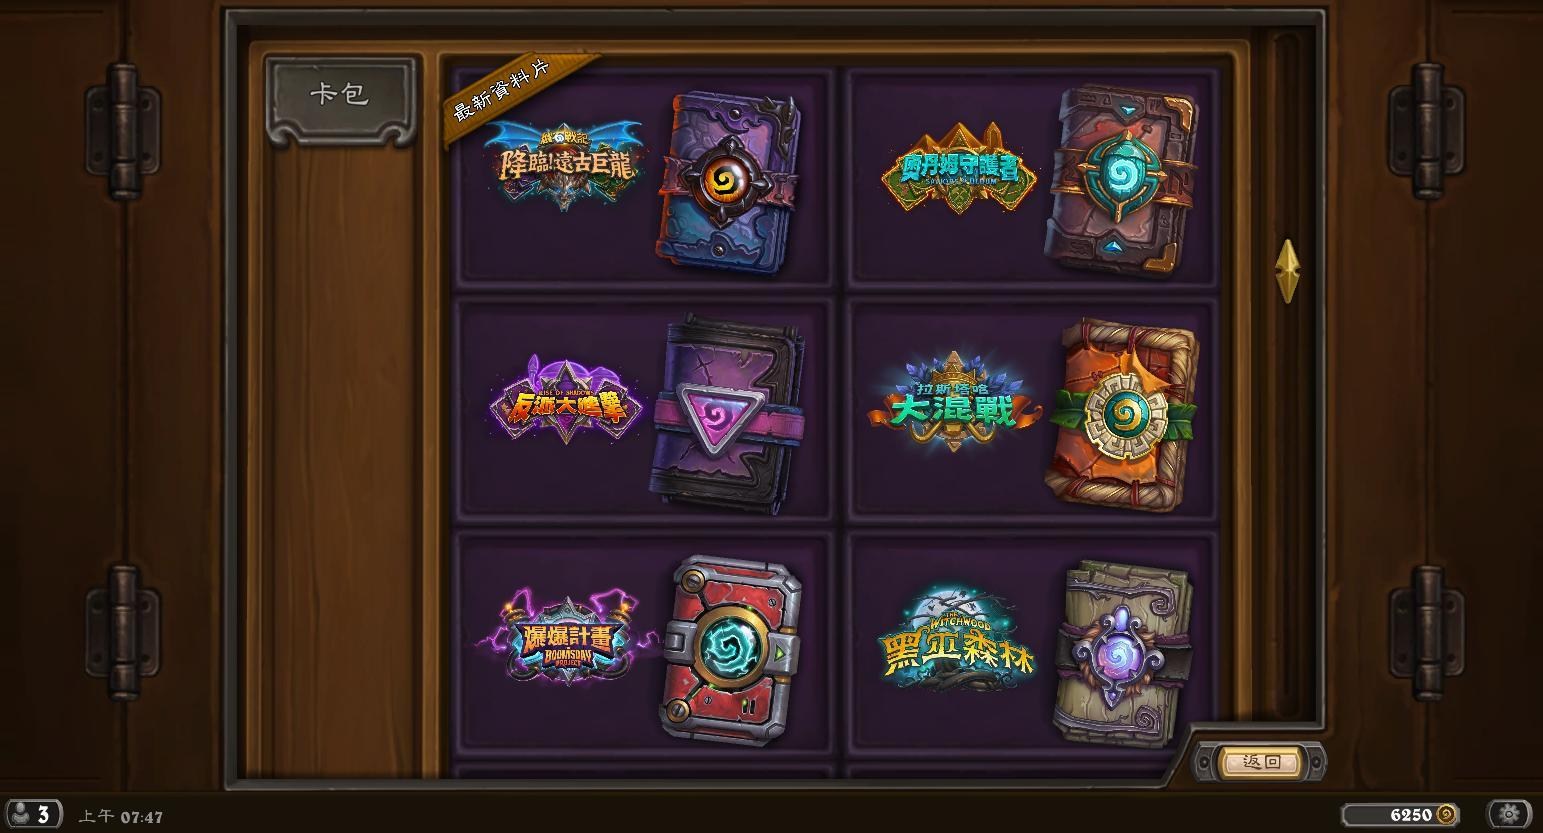 卡包
最新資料片
爐石戰記
降臨!遠古巨龍
奧丹姆守護者
SAVIORS OF ULDUM
RISE OF SHADOWS
反派大進擊
拉斯塔哈
大混戰
爆爆計畫
BOOMSDAY
PROJECT
THE
WITCHWOOD
黑巫森林
返回
3
上午 07:47
6250